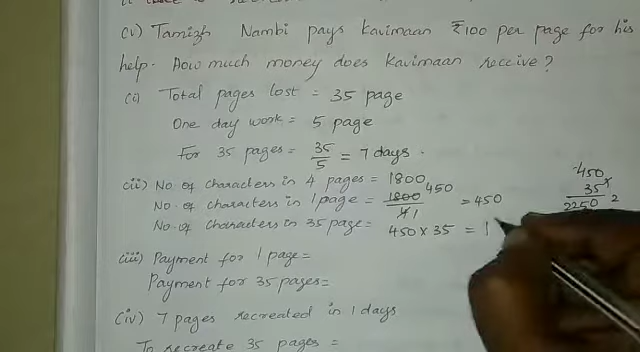 (v) Tamizh Nambi pays Kavimaan ₹100 per page for his
help. How much money does Kavimaan receive?
(i) Total pages lost = 35 page
One day work = 5 page
For 35 pages = 35/5 = 7 days.
(ii) No of characters in 4 pages = 1800
No. of characters in 1 page = 1800/4 450 1 = 450
No. of Characters in 35 page = 450 × 35 = 1
450
35 ×
2250 2
(iii) Payment for 1 page =
Payment for 35 pages =
(iv) 7 pages recreated in 1 days
To recreate 35 pages =